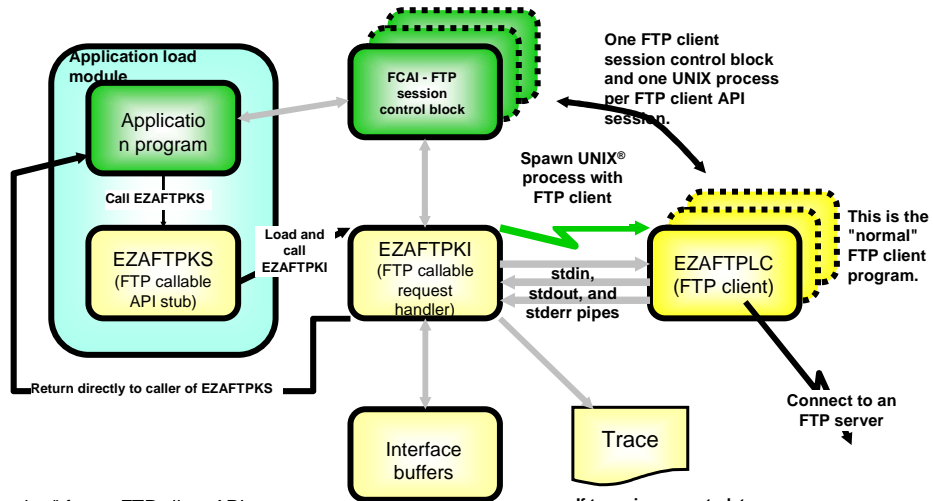 Application load
module
FCAI - FTP
session
control block
One FTP client
session control block
and one UNIX process
per FTP client API
session.
Applicatio
n program
Spawn UNIX®
process with
FTP client
Call EZAFTPKS
Load and
call
EZAFTPKI
EZAFTPKS
(FTP callable
API stub)
EZAFTPKI
(FTP callable
request
handler)
stdin,
stdout, and
stderr pipes
EZAFTPLC
(FTP client)
This is the
"normal"
FTP client
program.
Return directly to caller of EZAFTPKS
Connect to an
FTP server
Interface
buffers
Trace